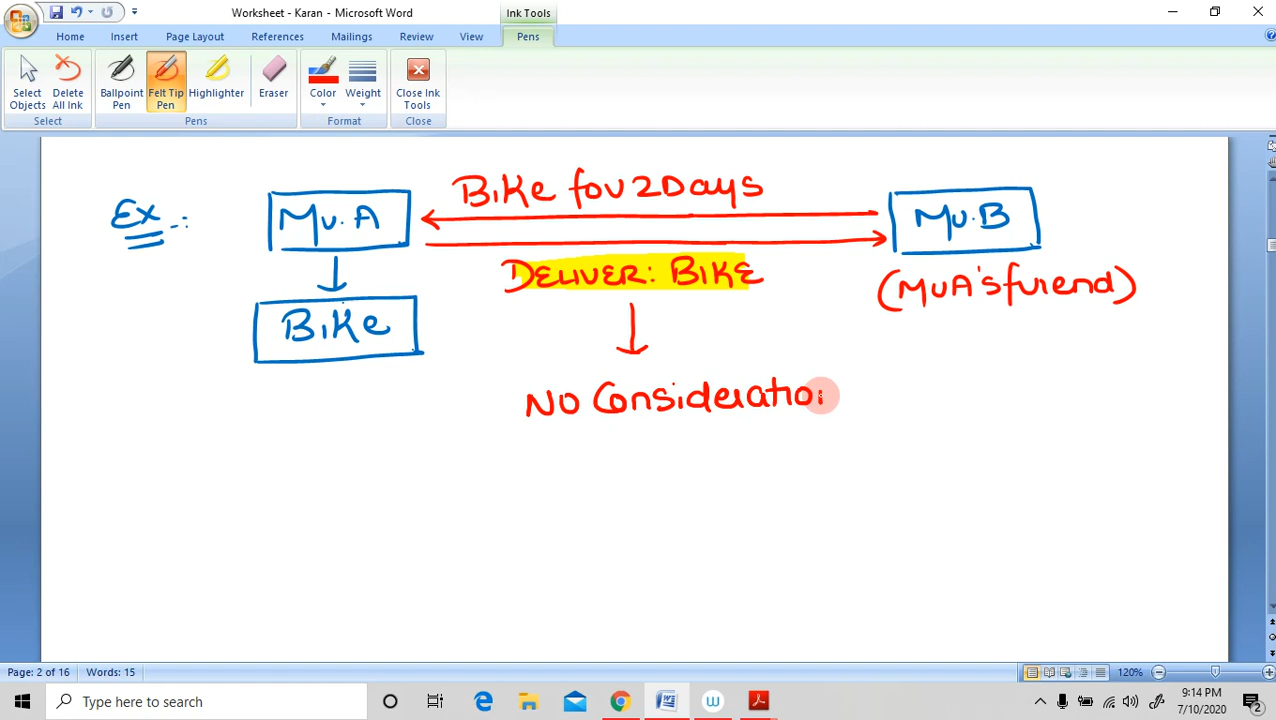 Worksheet - Karan - Microsoft Word
Ink Tools
Home Insert Page Layout References Mailings Review View Pens
Select Objects
Delete All Ink
Ballpoint Pen
Felt Tip Pen
Highlighter
Eraser
Color
Weight
Close Ink Tools
Select Pens Format Close
Ex -:
Mr. A
Bike for 2 Days
Mr. B
DELIVER: BIKE
(Mr A's friend)
Bike
No Consideratio
Page: 2 of 16 Words: 15 120%
Type here to search
9:14 PM
7/10/2020
2